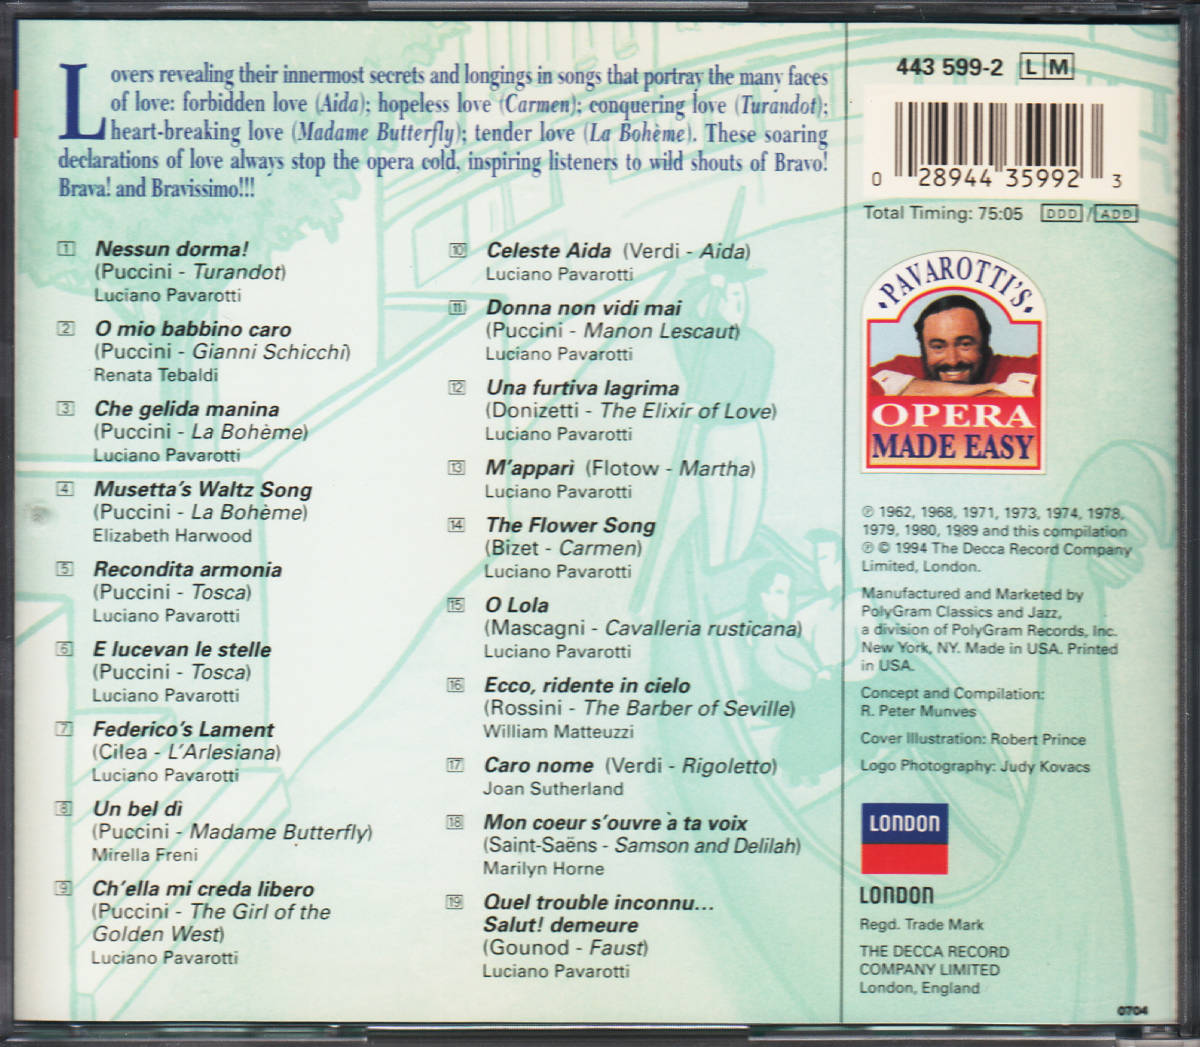 Lovers revealing their innermost secrets and longings in songs that portray the many faces
of love: forbidden love (Aida); hopeless love (Carmen); conquering love (Turandot);
heart-breaking love (Madame Butterfly); tender love (La Bohème). These soaring
declarations of love always stop the opera cold, inspiring listeners to wild shouts of Bravo!
Brava! and Bravissimo!!!
1 Nessun dorma!
(Puccini - Turandot)
Luciano Pavarotti
2 O mio babbino caro
(Puccini - Gianni Schicchi)
Renata Tebaldi
3 Che gelida manina
(Puccini - La Bohème)
Luciano Pavarotti
4 Musetta's Waltz Song
(Puccini - La Bohème)
Elizabeth Harwood
5 Recondita armonia
(Puccini - Tosca)
Luciano Pavarotti
6 E lucevan le stelle
(Puccini - Tosca)
Luciano Pavarotti
7 Federico's Lament
(Cilea - L'Arlesiana)
Luciano Pavarotti
8 Un bel dì
(Puccini - Madame Butterfly)
Mirella Freni
9 Ch'ella mi creda libero
(Puccini - The Girl of the
Golden West)
Luciano Pavarotti
10 Celeste Aida (Verdi - Aida)
Luciano Pavarotti
11 Donna non vidi mai
(Puccini - Manon Lescaut)
Luciano Pavarotti
12 Una furtiva lagrima
(Donizetti - The Elixir of Love)
Luciano Pavarotti
13 M'apparì (Flotow - Martha)
Luciano Pavarotti
14 The Flower Song
(Bizet - Carmen)
Luciano Pavarotti
15 O Lola
(Mascagni - Cavalleria rusticana)
Luciano Pavarotti
16 Ecco, ridente in cielo
(Rossini - The Barber of Seville)
William Matteuzzi
17 Caro nome (Verdi - Rigoletto)
Joan Sutherland
18 Mon coeur s'ouvre à ta voix
(Saint-Saëns - Samson and Delilah)
Marilyn Horne
19 Quel trouble inconnu...
Salut! demeure
(Gounod - Faust)
Luciano Pavarotti
443 599-2 LM
0 28944 35992 3
Total Timing: 75:05 DDD/ADD
• PAVAROTTI'S •
OPERA
MADE EASY
℗ 1962, 1968, 1971, 1973, 1974, 1978,
1979, 1980, 1989 and this compilation
℗ © 1994 The Decca Record Company
Limited, London.
Manufactured and Marketed by
PolyGram Classics and Jazz,
a division of PolyGram Records, Inc.
New York, NY. Made in USA. Printed
in USA.
Concept and Compilation:
R. Peter Munves
Cover Illustration: Robert Prince
Logo Photography: Judy Kovacs
LONDON
LONDON
Regd. Trade Mark
THE DECCA RECORD
COMPANY LIMITED
London, England
0704